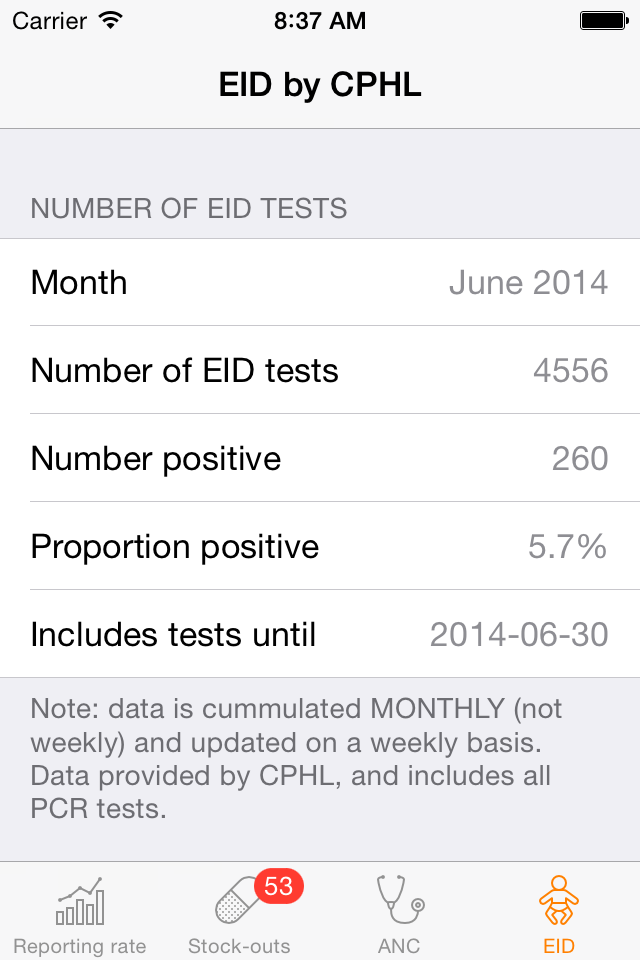 Carrier 8:37 AM
EID by CPHL
NUMBER OF EID TESTS
Month June 2014
Number of EID tests 4556
Number positive 260
Proportion positive 5.7%
Includes tests until 2014-06-30
Note: data is cummulated MONTHLY (not
weekly) and updated on a weekly basis.
Data provided by CPHL, and includes all
PCR tests.
53
Reporting rate Stock-outs ANC EID